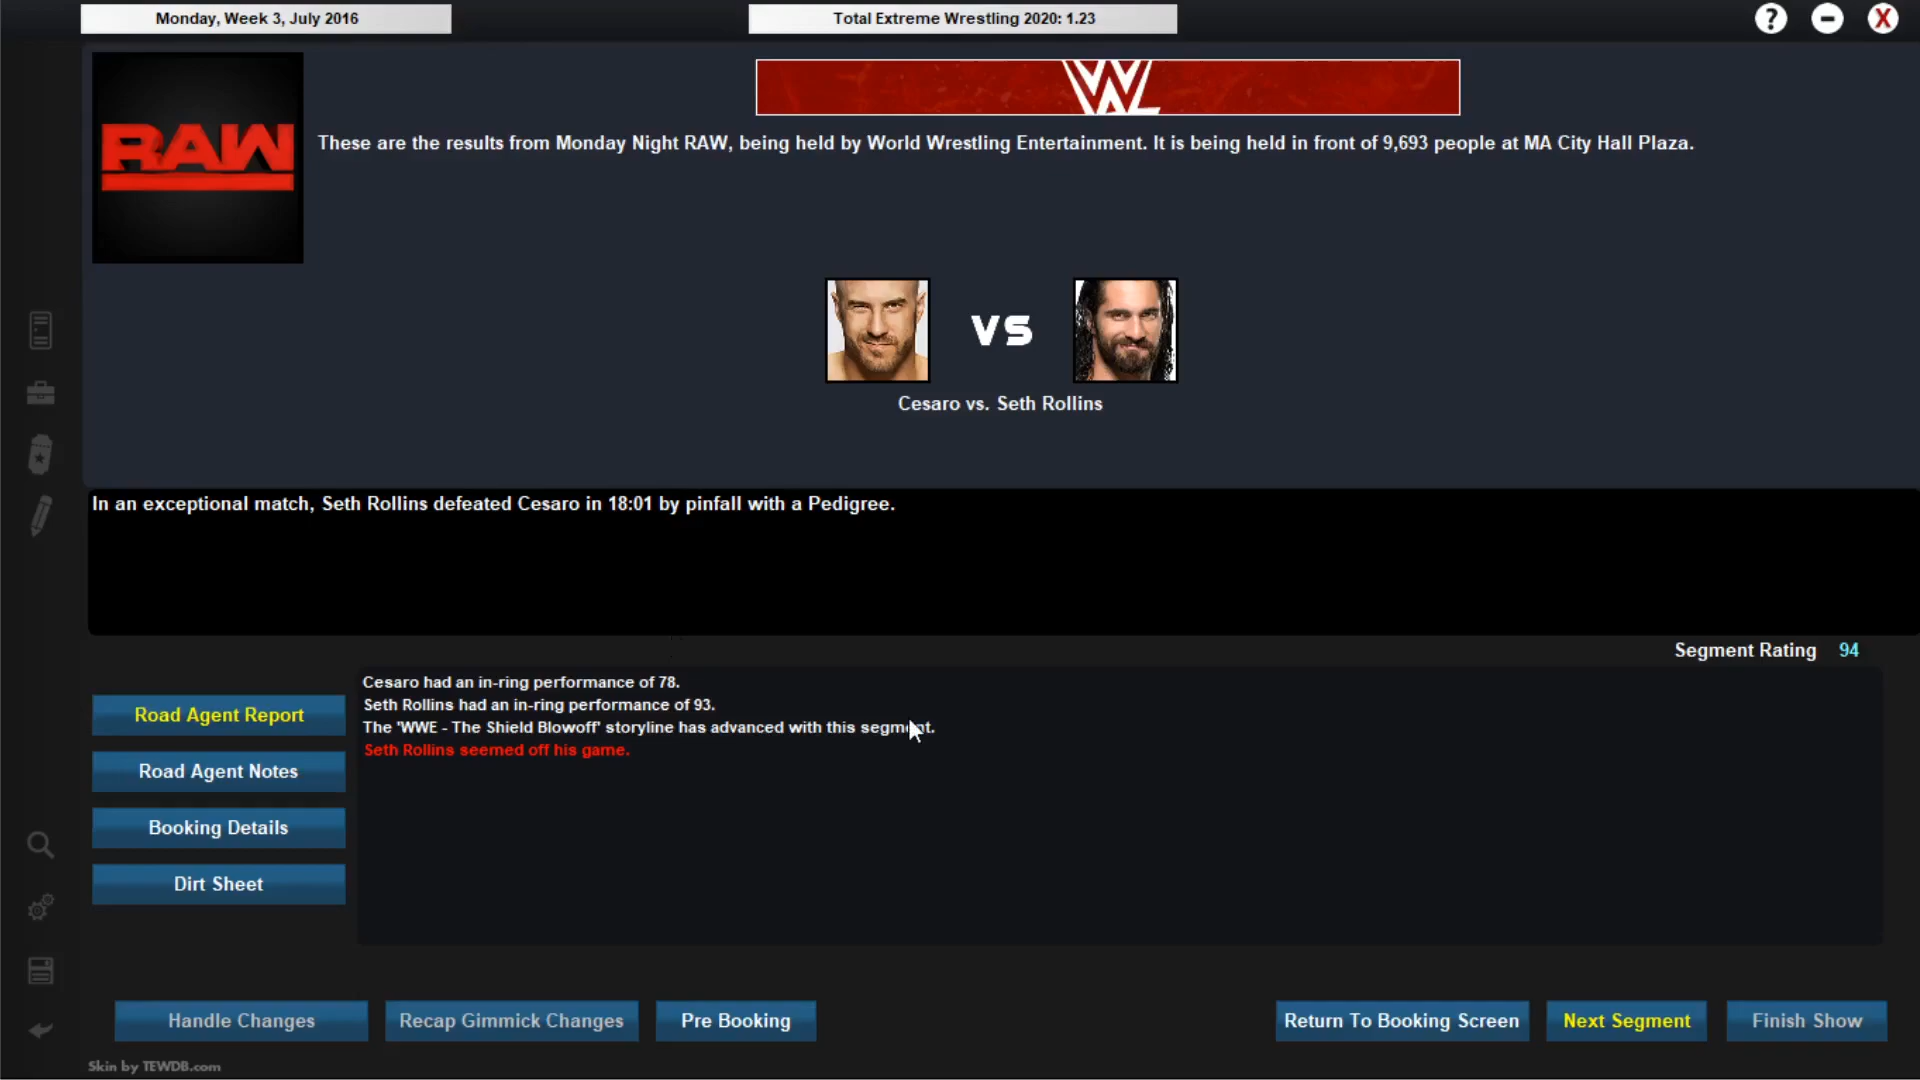 Monday, Week 3, July 2016
Total Extreme Wrestling 2020: 1.23
?
X
RAW
These are the results from Monday Night RAW, being held by World Wrestling Entertainment. It is being held in front of 9,693 people at MA City Hall Plaza.
VS
Cesaro vs. Seth Rollins
In an exceptional match, Seth Rollins defeated Cesaro in 18:01 by pinfall with a Pedigree.
Segment Rating 94
Cesaro had an in-ring performance of 78.
Seth Rollins had an in-ring performance of 93.
The 'WWE - The Shield Blowoff' storyline has advanced with this segment.
Seth Rollins seemed off his game.
Road Agent Report
Road Agent Notes
Booking Details
Dirt Sheet
Handle Changes
Recap Gimmick Changes
Pre Booking
Return To Booking Screen
Next Segment
Finish Show
Skin by TEWDB.com